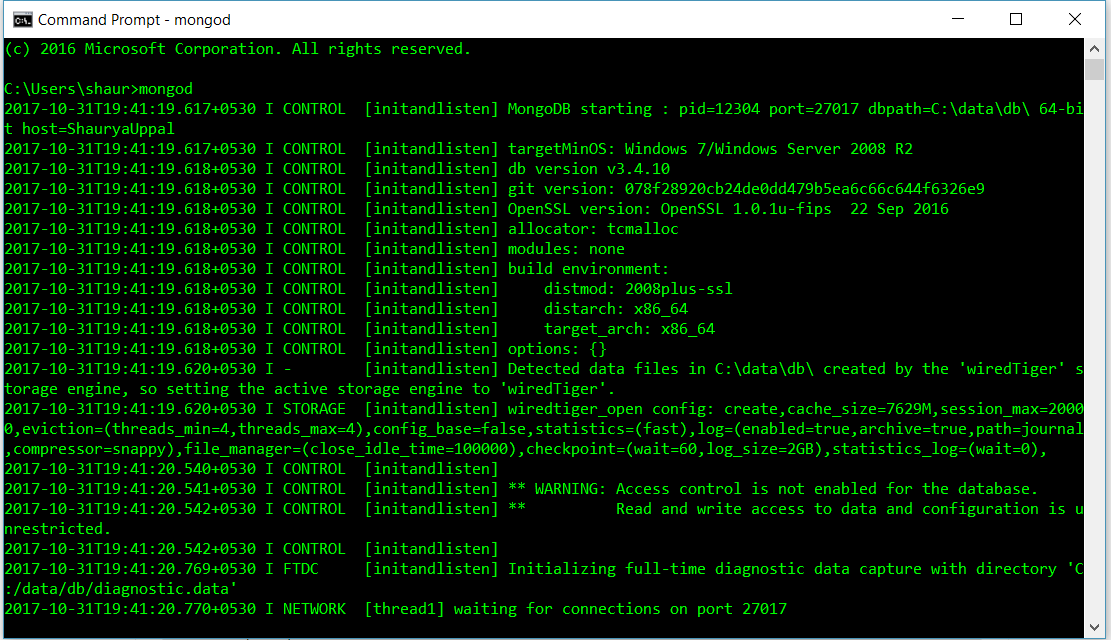 Command Prompt - mongod
(c) 2016 Microsoft Corporation. All rights reserved.
C:\Users\shaur>mongod
2017-10-31T19:41:19.617+0530 I CONTROL  [initandlisten] MongoDB starting : pid=12304 port=27017 dbpath=C:\data\db\ 64-bi
t host=ShauryaUppal
2017-10-31T19:41:19.617+0530 I CONTROL  [initandlisten] targetMinOS: Windows 7/Windows Server 2008 R2
2017-10-31T19:41:19.618+0530 I CONTROL  [initandlisten] db version v3.4.10
2017-10-31T19:41:19.618+0530 I CONTROL  [initandlisten] git version: 078f28920cb24de0dd479b5ea6c66c644f6326e9
2017-10-31T19:41:19.618+0530 I CONTROL  [initandlisten] OpenSSL version: OpenSSL 1.0.1u-fips  22 Sep 2016
2017-10-31T19:41:19.618+0530 I CONTROL  [initandlisten] allocator: tcmalloc
2017-10-31T19:41:19.618+0530 I CONTROL  [initandlisten] modules: none
2017-10-31T19:41:19.618+0530 I CONTROL  [initandlisten] build environment:
2017-10-31T19:41:19.618+0530 I CONTROL  [initandlisten]     distmod: 2008plus-ssl
2017-10-31T19:41:19.618+0530 I CONTROL  [initandlisten]     distarch: x86_64
2017-10-31T19:41:19.618+0530 I CONTROL  [initandlisten]     target_arch: x86_64
2017-10-31T19:41:19.618+0530 I CONTROL  [initandlisten] options: {}
2017-10-31T19:41:19.620+0530 I -        [initandlisten] Detected data files in C:\data\db\ created by the 'wiredTiger' s
torage engine, so setting the active storage engine to 'wiredTiger'.
2017-10-31T19:41:19.620+0530 I STORAGE  [initandlisten] wiredtiger_open config: create,cache_size=7629M,session_max=2000
0,eviction=(threads_min=4,threads_max=4),config_base=false,statistics=(fast),log=(enabled=true,archive=true,path=journal
,compressor=snappy),file_manager=(close_idle_time=100000),checkpoint=(wait=60,log_size=2GB),statistics_log=(wait=0),
2017-10-31T19:41:20.540+0530 I CONTROL  [initandlisten]
2017-10-31T19:41:20.541+0530 I CONTROL  [initandlisten] ** WARNING: Access control is not enabled for the database.
2017-10-31T19:41:20.542+0530 I CONTROL  [initandlisten] **          Read and write access to data and configuration is u
nrestricted.
2017-10-31T19:41:20.542+0530 I CONTROL  [initandlisten]
2017-10-31T19:41:20.769+0530 I FTDC     [initandlisten] Initializing full-time diagnostic data capture with directory 'C
:/data/db/diagnostic.data'
2017-10-31T19:41:20.770+0530 I NETWORK  [thread1] waiting for connections on port 27017